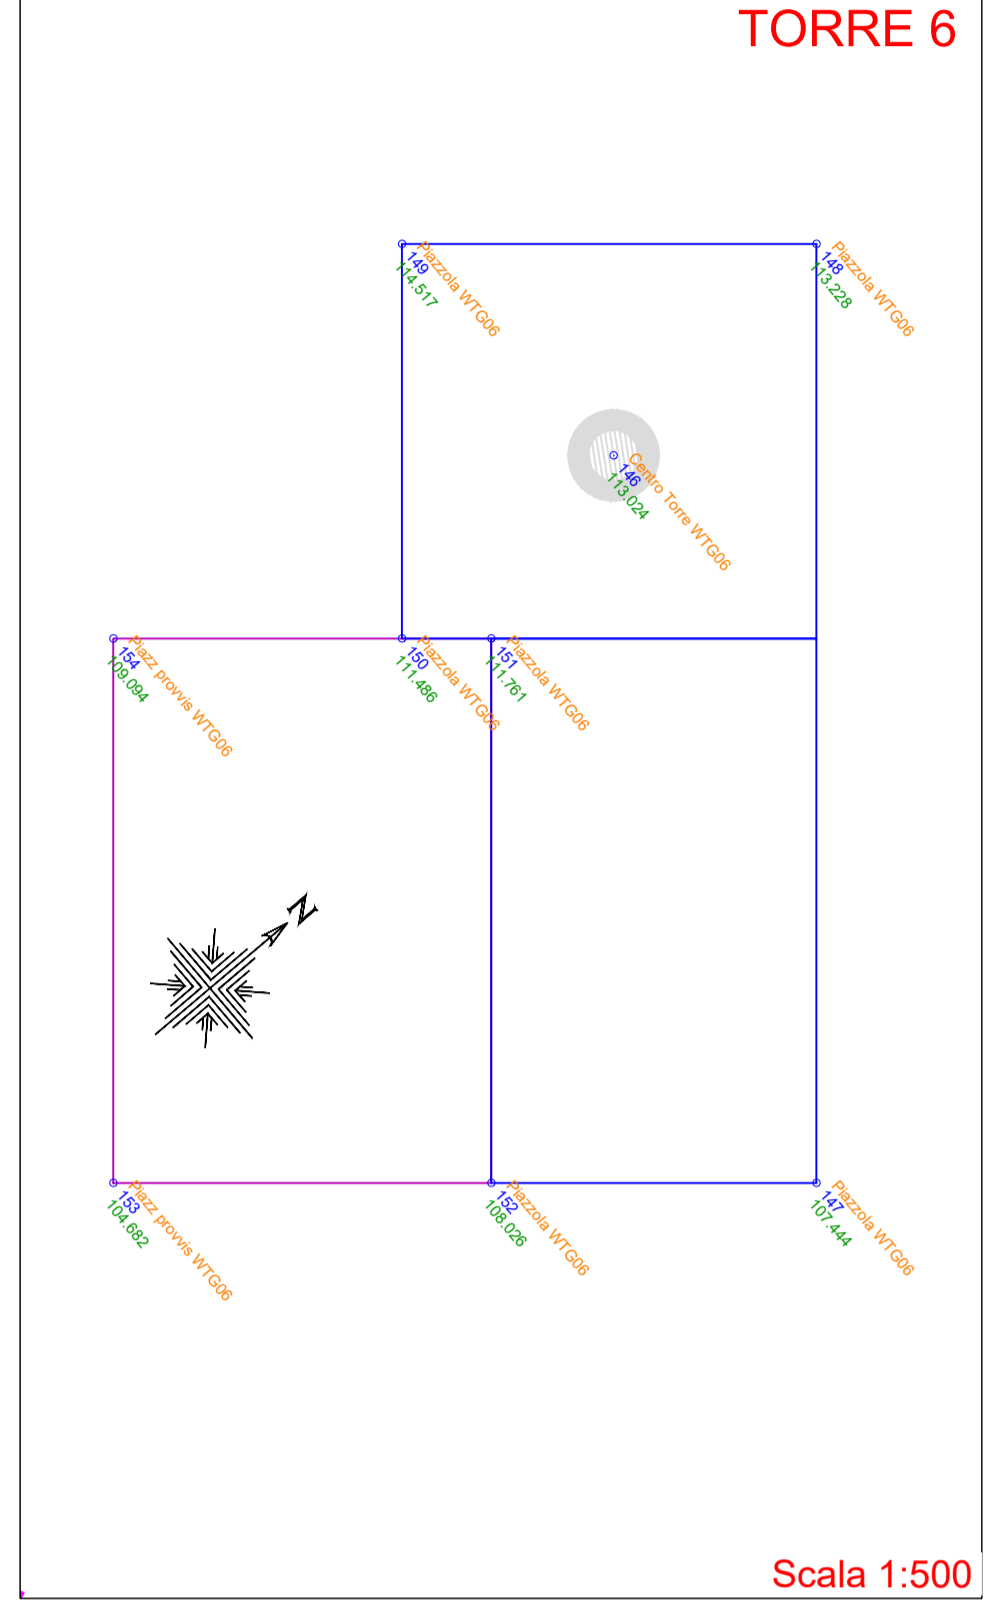 TORRE 6
Piazzola WTG06
149
114.517
Piazzola WTG06
148
113.228
Centro Torre WTG06
146
113.024
Piazz provvis WTG06
154
109.094
Piazzola WTG06
150
111.486
Piazzola WTG06
151
111.761
N
Piazz provvis WTG06
153
104.682
Piazzola WTG06
152
108.026
Piazzola WTG06
147
107.444
Scala 1:500